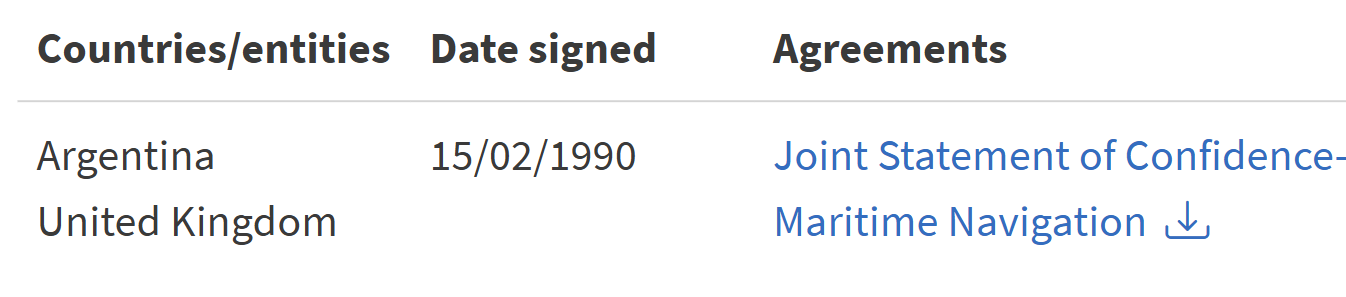 Countries/entities Date signed Agreements
Argentina 15/02/1990 Joint Statement of Confidence-
United Kingdom Maritime Navigation